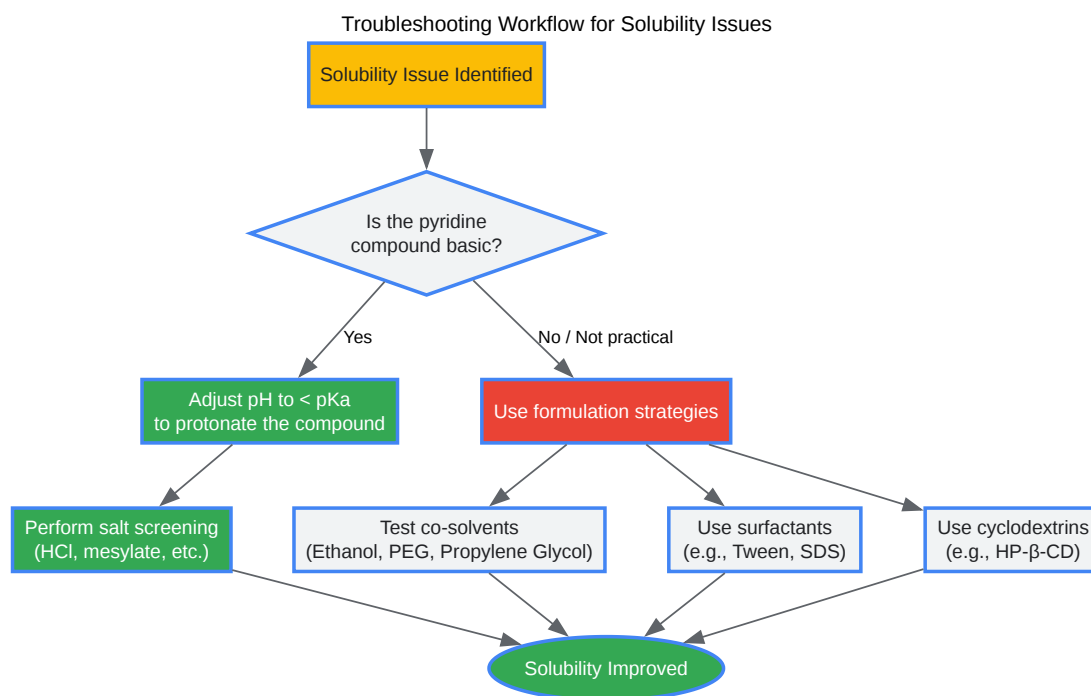 Troubleshooting Workflow for Solubility Issues
Solubility Issue Identified
Is the pyridine
compound basic?
Yes
No / Not practical
Adjust pH to < pKa
to protonate the compound
Use formulation strategies
Perform salt screening
(HCl, mesylate, etc.)
Test co-solvents
(Ethanol, PEG, Propylene Glycol)
Use surfactants
(e.g., Tween, SDS)
Use cyclodextrins
(e.g., HP-β-CD)
Solubility Improved